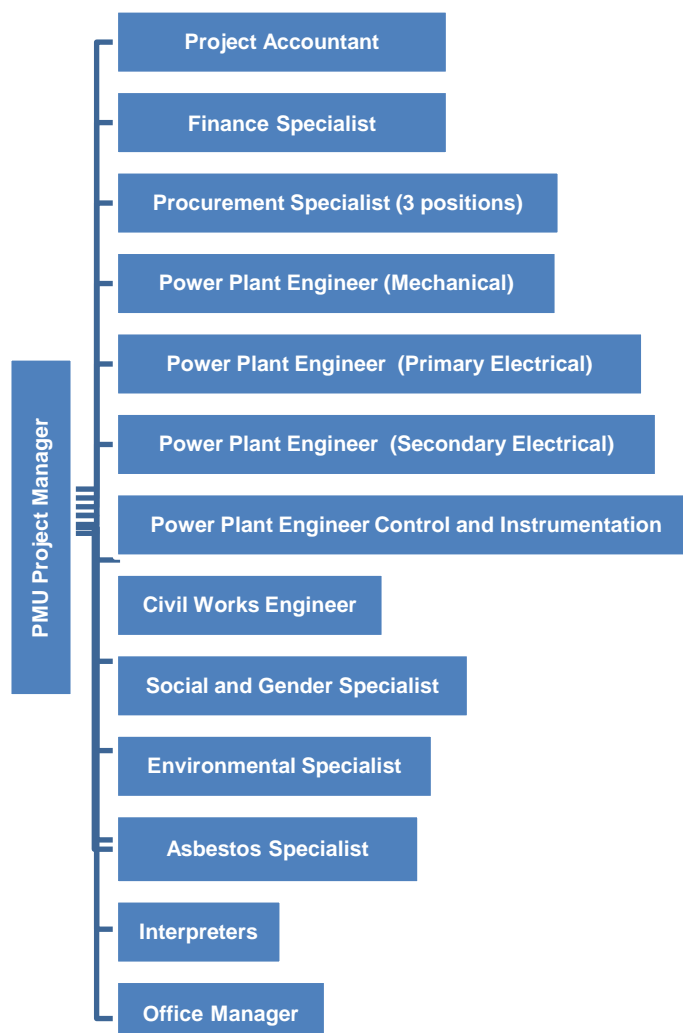 Project Accountant
Finance Specialist
Procurement Specialist (3 positions)
Power Plant Engineer (Mechanical)
Power Plant Engineer (Primary Electrical)
Power Plant Engineer (Secondary Electrical)
PMU Project Manager
Power Plant Engineer Control and Instrumentation
Civil Works Engineer
Social and Gender Specialist
Environmental Specialist
Asbestos Specialist
Interpreters
Office Manager